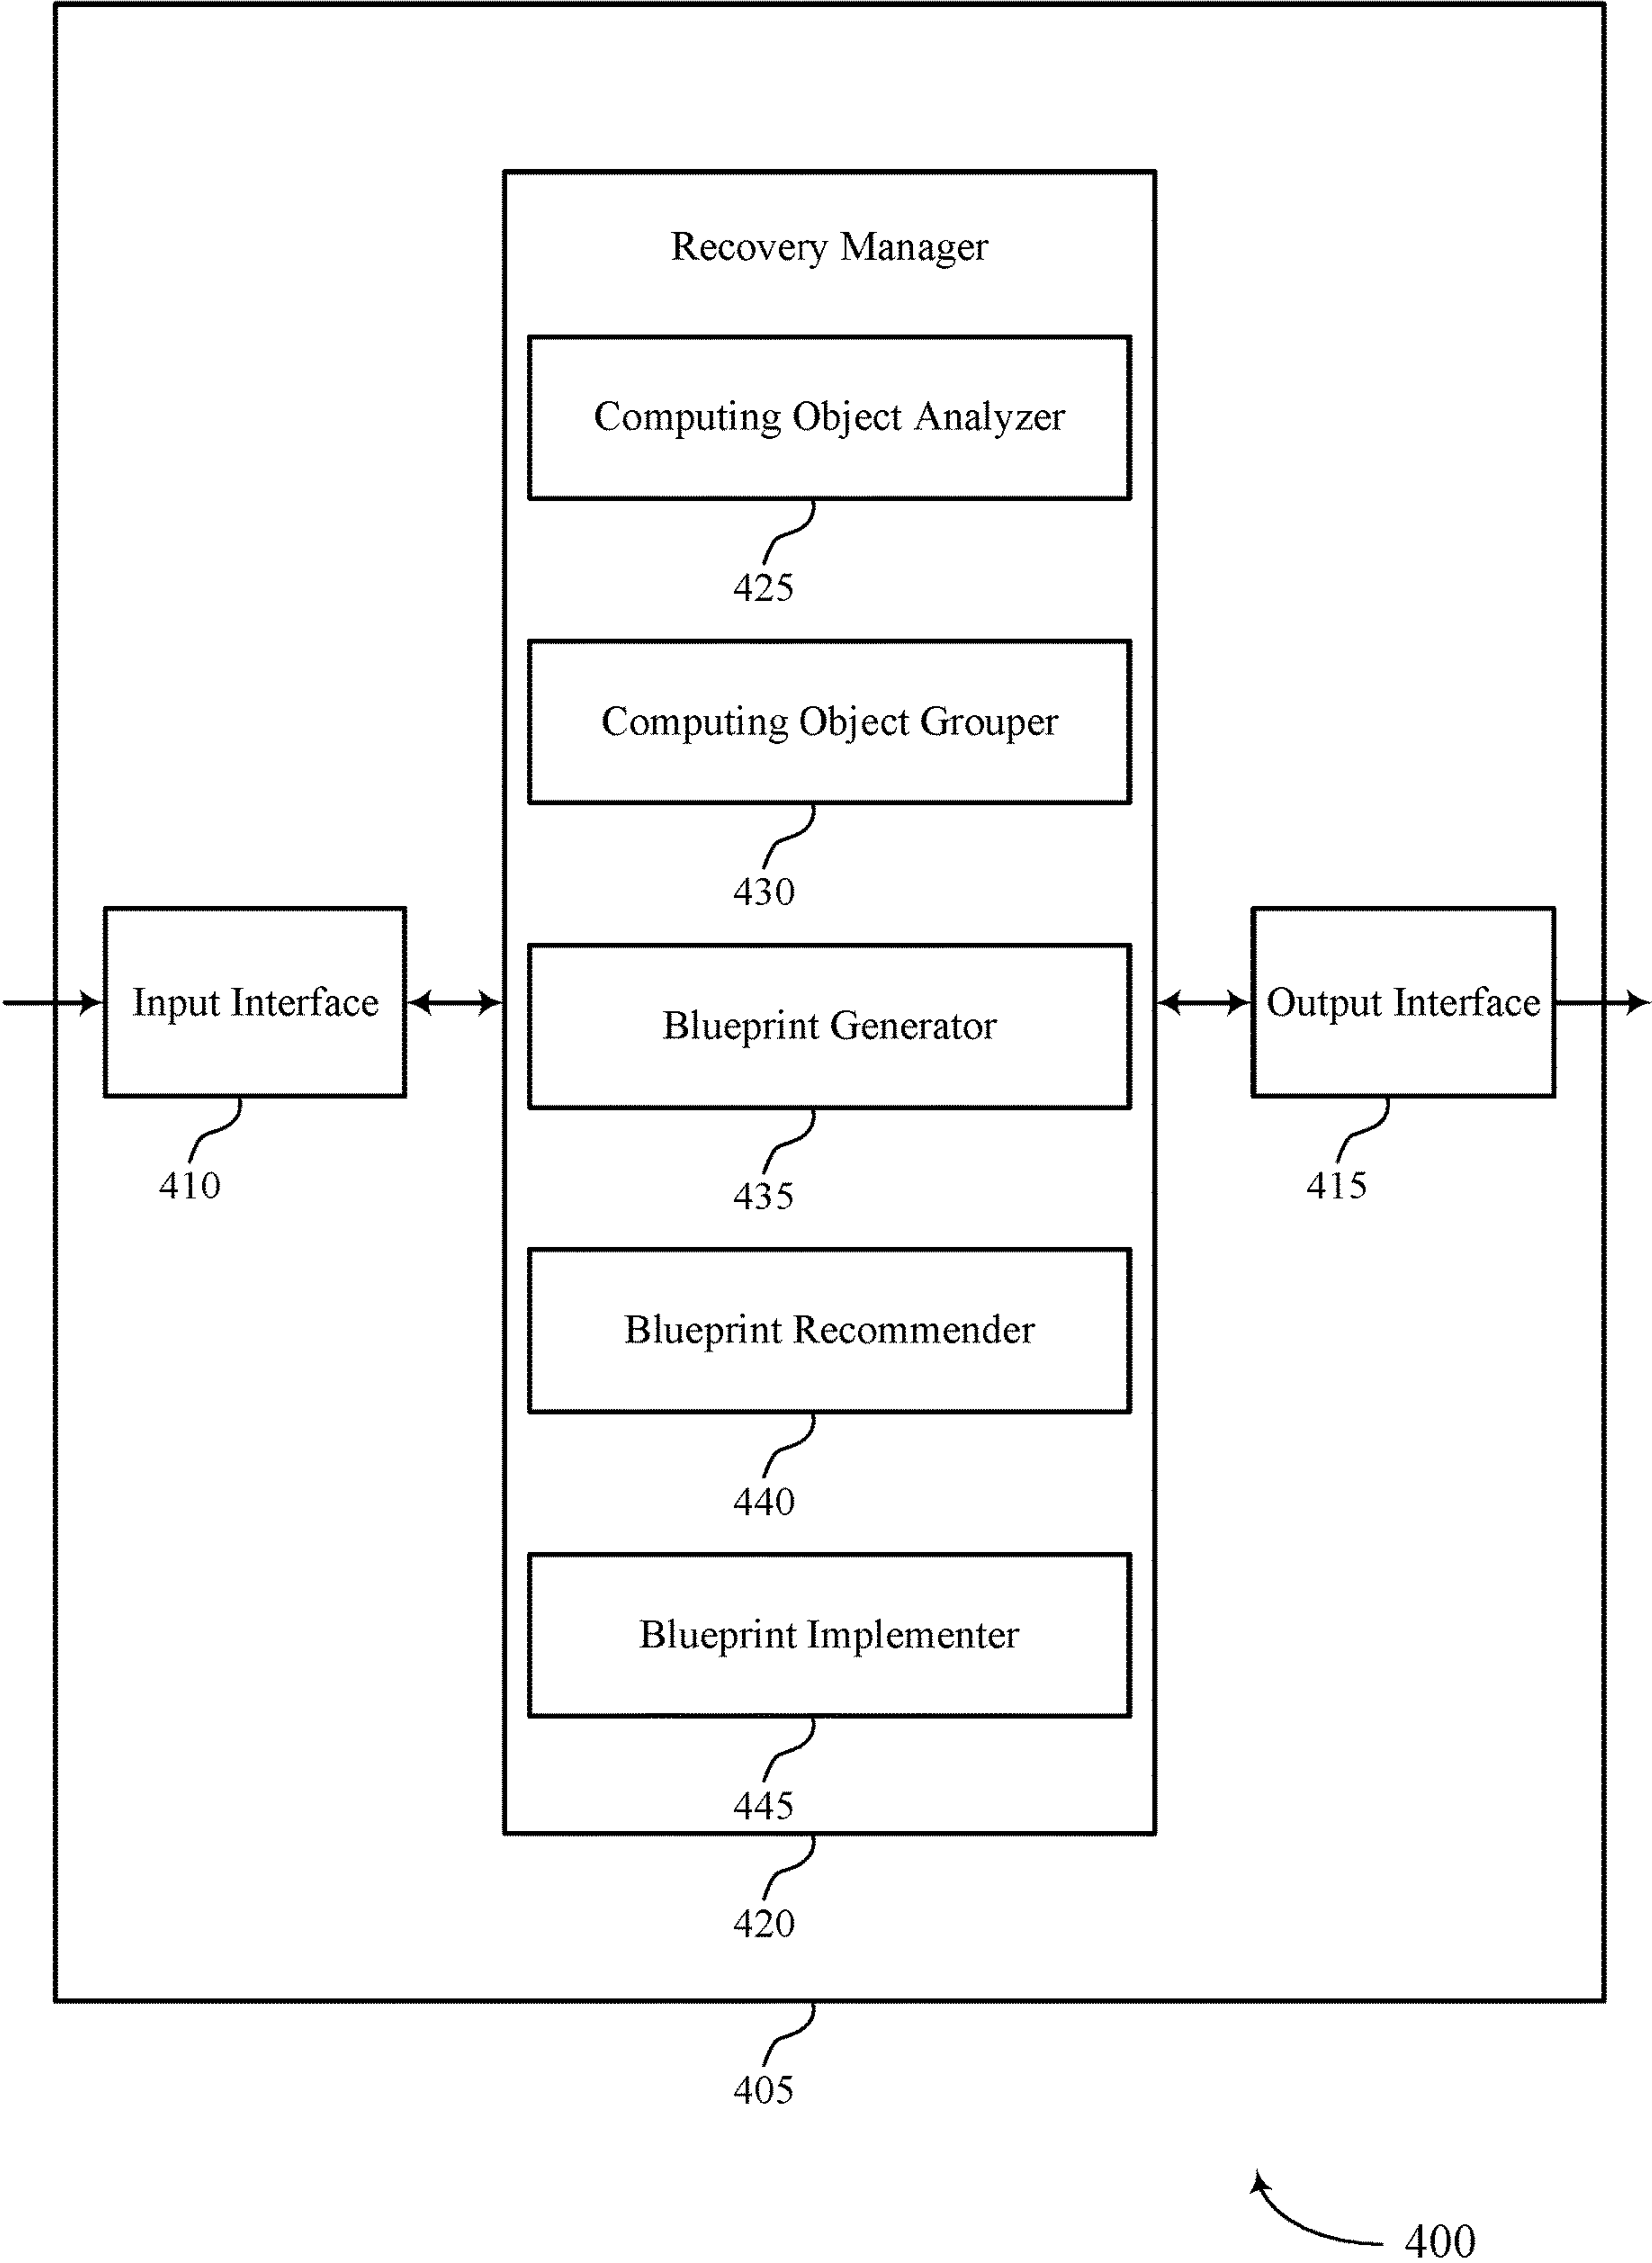 Recovery Manager
Computing Object Analyzer
425
Computing Object Grouper
430
Input Interface
410
Blueprint Generator
435
Output Interface
415
Blueprint Recommender
440
Blueprint Implementer
445
420
405
400